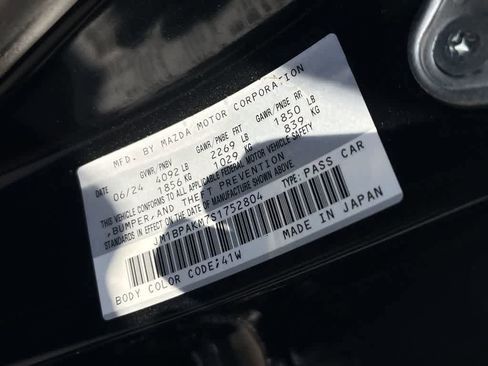 MFD. BY MAZDA MOTOR CORPORATION
DATE GVWR/PNBV GAWR/PNBE FRT GAWR/PNBE RR
06/24 4092 LB 2269 LB 1850 LB
1856 KG 1029 KG 839 KG
THIS VEHICLE CONFORMS TO ALL APPLICABLE FEDERAL MOTOR VEHICLE SAFETY
,BUMPER,AND THEFT PREVENTION
STANDARDS IN EFFECT ON THE DATE OF MANUFACTURE SHOWN ABOVE.
TYPE: PASS CAR
BODY COLOR CODE;41W MADE IN JAPAN